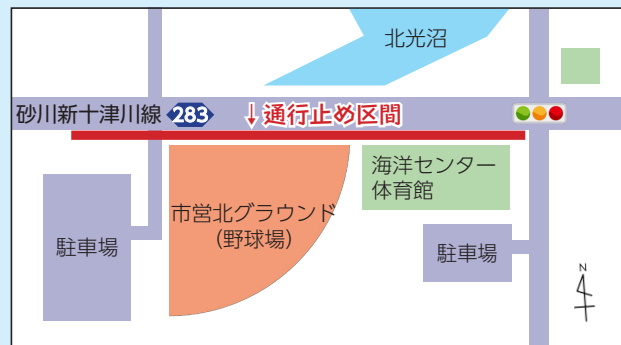 北光沼
砂川新十津川線 283 ↓通行止め区間
海洋センター
体育館
市営北グラウンド
(野球場)
駐車場
駐車場
N